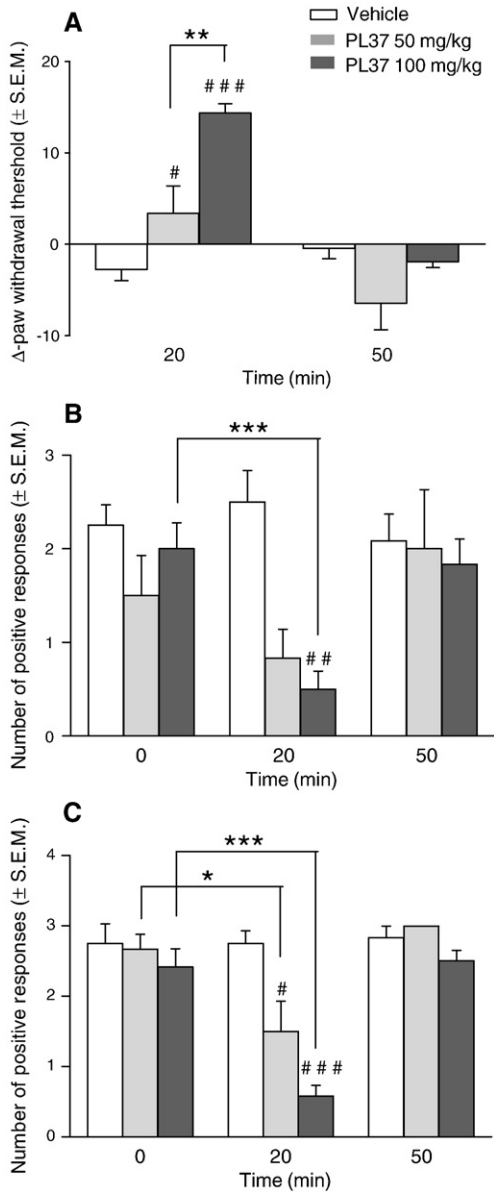 A
Vehicle
PL37 50 mg/kg
PL37 100 mg/kg
Δ-paw withdrawal thershold (± S.E.M.)
20
10
0
-10
**
# # #
#
20
50
Time (min)
B
Number of positive responses (± S.E.M.)
3
2
1
0
***
# #
0
20
50
Time (min)
C
Number of positive responses (± S.E.M.)
4
3
2
1
0
***
*
#
# # #
0
20
50
Time (min)